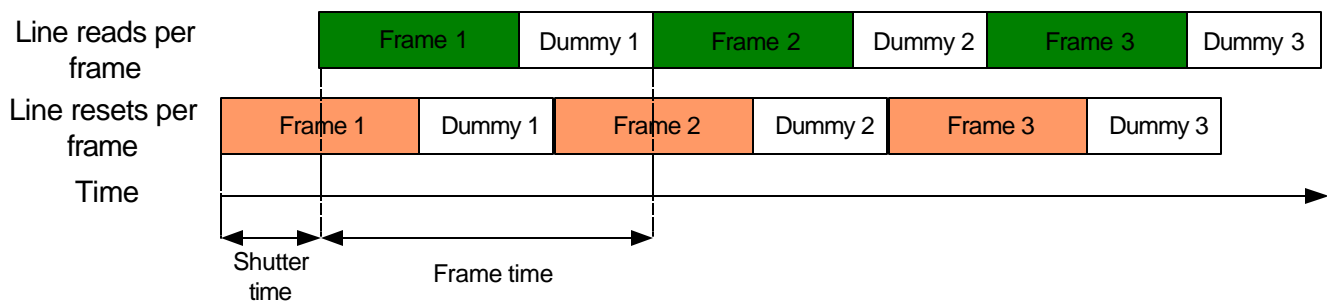 Line reads per
frame
Frame 1
Dummy 1
Frame 2
Dummy 2
Frame 3
Dummy 3
Line resets per
frame
Frame 1
Dummy 1
Frame 2
Dummy 2
Frame 3
Dummy 3
Time
Shutter
time
Frame time